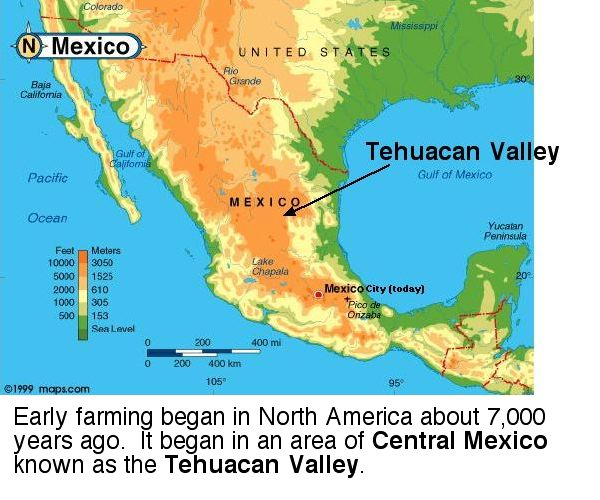 Colorado
Mississippi
N Mexico
UNITED STATES
Rio
Grande
30°
Baja
California
Gulf of
California
Tehuacan Valley
Pacific
Ocean
Gulf of Mexico
MEXICO
Yucatan
Peninsula
Feet Meters
10000 3050
5000 1525
2000 610
1000 305
500 153
Sea Level
Lake
Chapala
20°
Mexico City (today)
Pico de
Orizaba
0 200 400 mi
0 200 400 km
105° 95°
©1999 maps.com
Early farming began in North America about 7,000
years ago.  It began in an area of Central Mexico
known as the Tehuacan Valley.